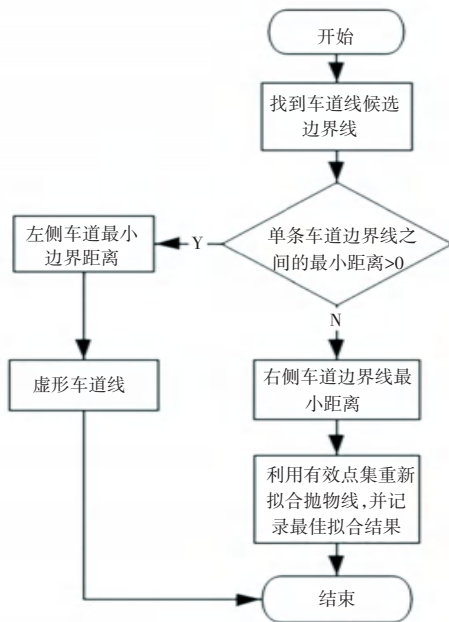 开始
找到车道线候选
边界线
单条车道边界线之
间的最小距离>0
Y
左侧车道最小
边界距离
虚形车道线
N
右侧车道边界线最
小距离
利用有效点集重新
拟合抛物线,并记
录最佳拟合结果
结束